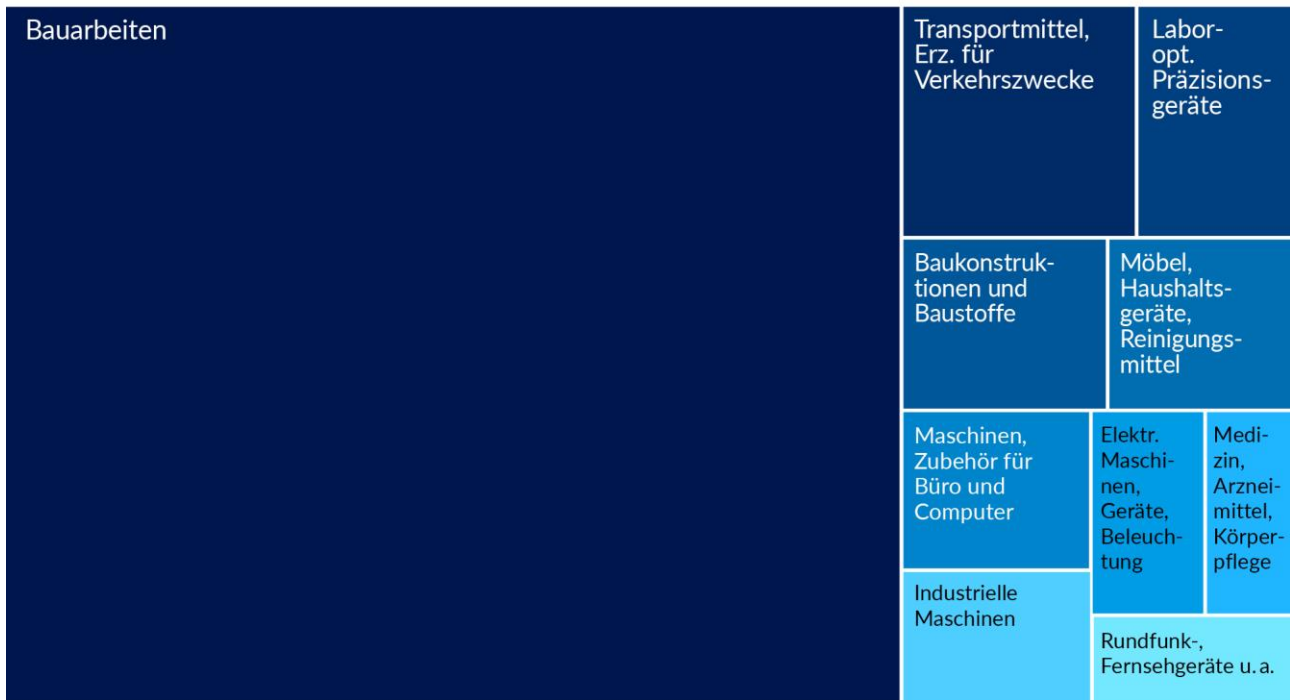 Bauarbeiten
Transportmittel,
Erz. für
Verkehrszwecke
Labor-
opt.
Präzisions-
geräte
Baukonstruk-
tionen und
Baustoffe
Möbel,
Haushalts-
geräte,
Reinigungs-
mittel
Maschinen,
Zubehör für
Büro und
Computer
Elektr.
Maschi-
nen,
Geräte,
Beleuch-
tung
Medi-
zin,
Arznei-
mittel,
Körper-
pflege
Industrielle
Maschinen
Rundfunk-,
Fernsehgeräte u. a.